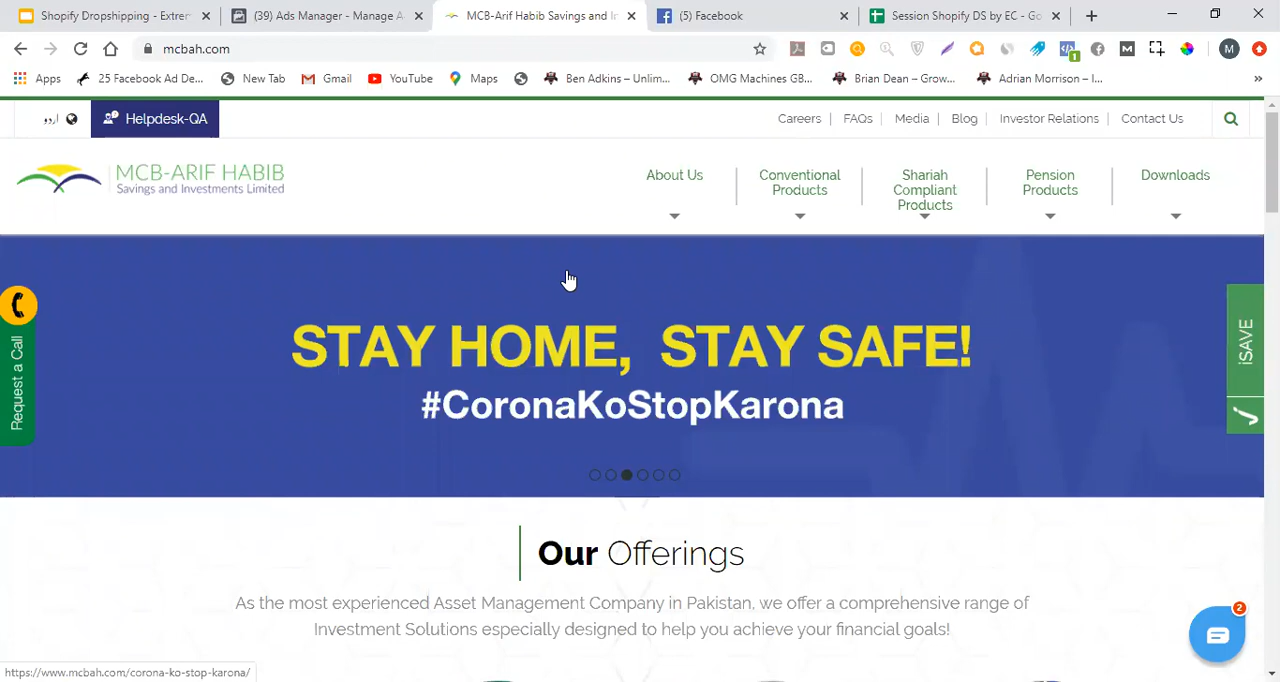 Shopify Dropshipping - Extrem
(39) Ads Manager - Manage A
MCB-Arif Habib Savings and In
(5) Facebook
Session Shopify DS by EC - Go
mcbah.com
1
M
Apps
25 Facebook Ad De...
New Tab
Gmail
YouTube
Maps
Ben Adkins – Unlim...
OMG Machines GB...
Brian Dean – Grow...
Adrian Morrison – I...
»
اردو
Helpdesk-QA
Careers | FAQs | Media | Blog | Investor Relations | Contact Us
MCB-ARIF HABIB
Savings and Investments Limited
About Us
Conventional
Products
Shariah
Compliant
Products
Pension
Products
Downloads
STAY HOME, STAY SAFE!
#CoronaKoStopKarona
Request a Call
iSAVE
Our Offerings
As the most experienced Asset Management Company in Pakistan, we offer a comprehensive range of
Investment Solutions especially designed to help you achieve your financial goals!
2
https://www.mcbah.com/corona-ko-stop-karona/